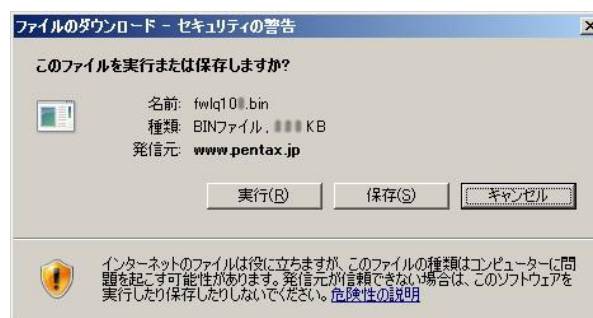 ファイルのダウンロード - セキュリティの警告
このファイルを実行または保存しますか?
名前: fwlq10 .bin
種類: BINファイル, KB
発信元: www.pentax.jp
実行(R) 保存(S) キャンセル
インターネットのファイルは役に立ちますが、このファイルの種類はコンピューターに問
題を起こす可能性があります。発信元が信頼できない場合は、このソフトウェアを
実行したり保存したりしないでください。危険性の説明